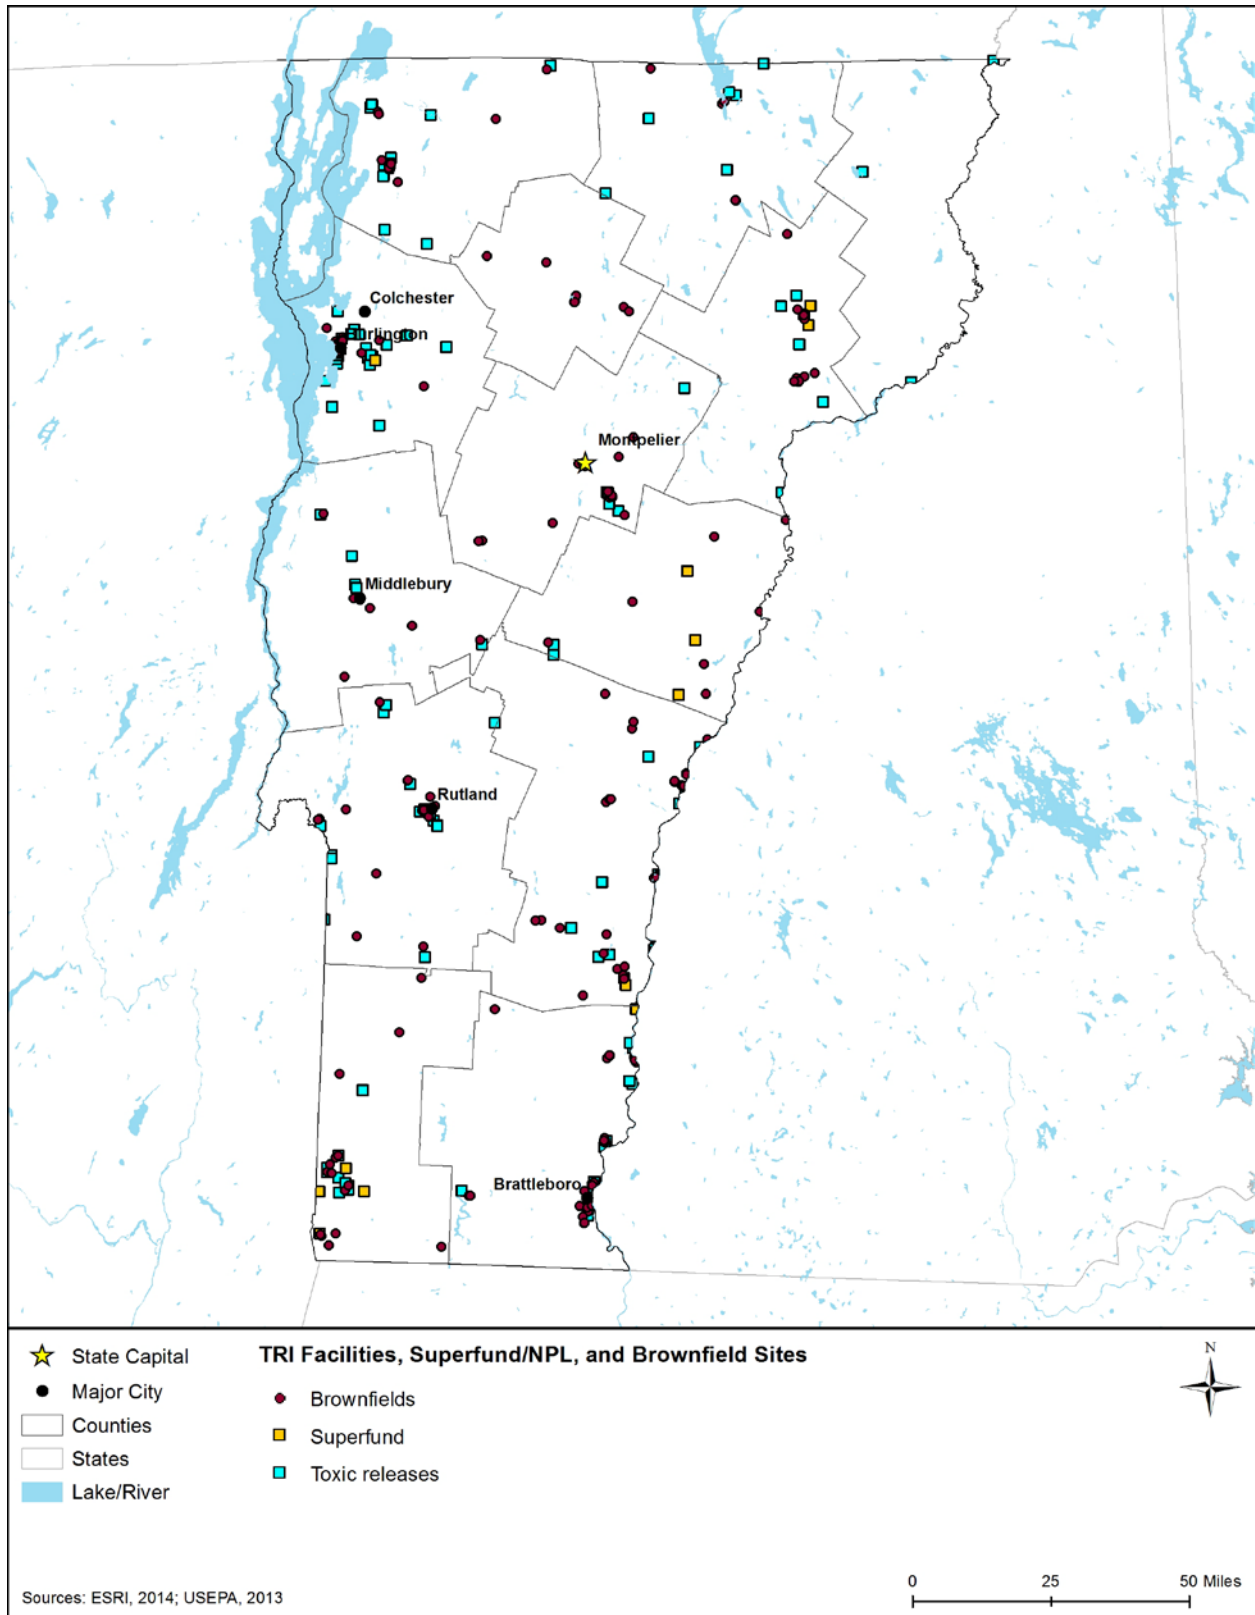 Colchester
urlington
Montpelier
Middlebury
Rutland
Brattleboro
State Capital
Major City
Counties
States
Lake/River
TRI Facilities, Superfund/NPL, and Brownfield Sites
Brownfields
Superfund
Toxic releases
N
Sources: ESRI, 2014; USEPA, 2013
0 25 50 Miles